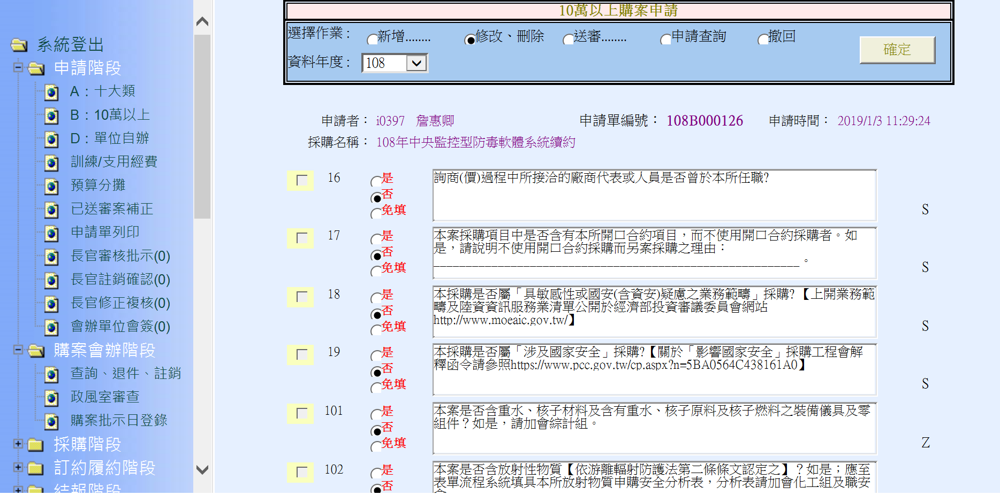 系統登出
申請階段
A：十大類
B：10萬以上
D：單位自辦
訓練/支用經費
預算分攤
已送審案補正
申請單列印
長官審核批示(0)
長官註銷確認(0)
長官修正複核(0)
會辦單位會簽(0)
購案會辦階段
查詢、退件、註銷
政風室審查
購案批示日登錄
採購階段
訂約履約階段
結報階段
10萬以上購案申請
選擇作業： 新增........ 修改、刪除 送審........ 申請查詢 撤回
確定
資料年度： 108
申請者： i0397 詹惠卿 申請單編號： 108B000126 申請時間： 2019/1/3 11:29:24
採購名稱： 108年中央監控型防毒軟體系統續約
16
是
否
免填
詢商(價)過程中所接洽的廠商代表或人員是否曾於本所任職?
S
17
是
否
免填
本案採購項目中是否含有本所開口合約項目，而不使用開口合約採購者。如
是，請說明不使用開口合約採購而另案採購之理由：
_________________________________________________________。
S
18
是
否
免填
本採購是否屬「具敏感性或國安(含資安)疑慮之業務範疇」採購?【上開業務範
疇及陸資資訊服務業清單公開於經濟部投資審議委員會網站
http://www.moeaic.gov.tw/】
S
19
是
否
免填
本採購是否屬「涉及國家安全」採購?【關於「影響國家安全」採購工程會解
釋函令請參照https://www.pcc.gov.tw/cp.aspx?n=5BA0564C438161A0】
S
101
是
否
免填
本案是否含重水、核子材料及含有重水、核子原料及核子燃料之裝備儀具及零
組件？如是，請加會綜計組。
Z
102
是
否
本案是否含放射性物質【依游離輻射防護法第二條條文認定之】？如是；應至
表單流程系統填具本所放射物質申購安全分析表，分析表請加會化工組及職安